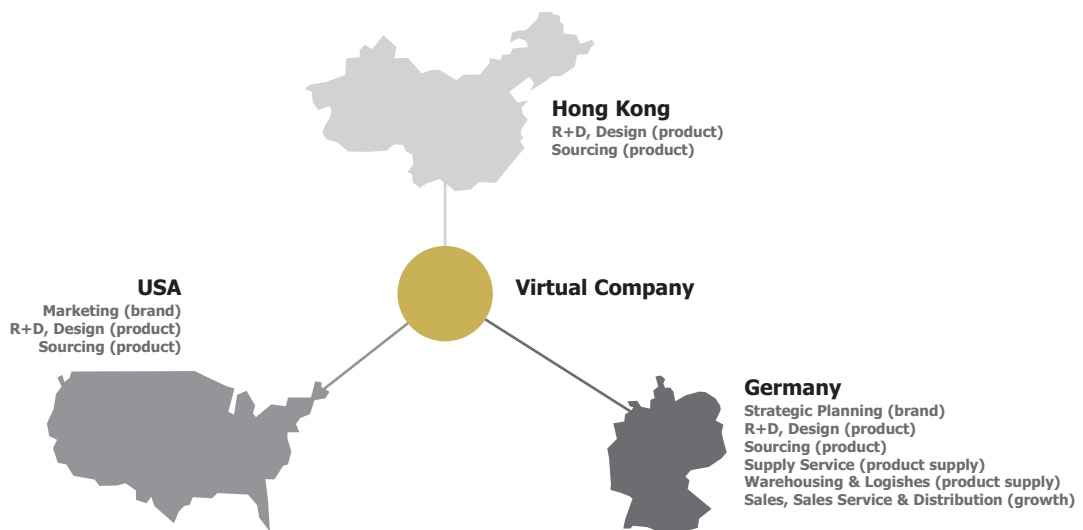 Hong Kong
R+D, Design (product)
Sourcing (product)
USA
Marketing (brand)
R+D, Design (product)
Sourcing (product)
Virtual Company
Germany
Strategic Planning (brand)
R+D, Design (product)
Sourcing (product)
Supply Service (product supply)
Warehousing & Logishes (product supply)
Sales, Sales Service & Distribution (growth)